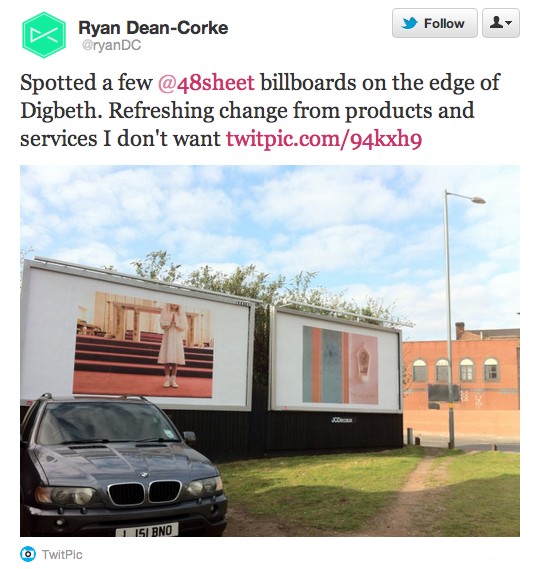 Ryan Dean-Corke
@ryanDC
Follow
Spotted a few @48sheet billboards on the edge of
Digbeth. Refreshing change from products and
services I don't want twitpic.com/94kxh9
JCDecaux
L 151 BNO
TwitPic